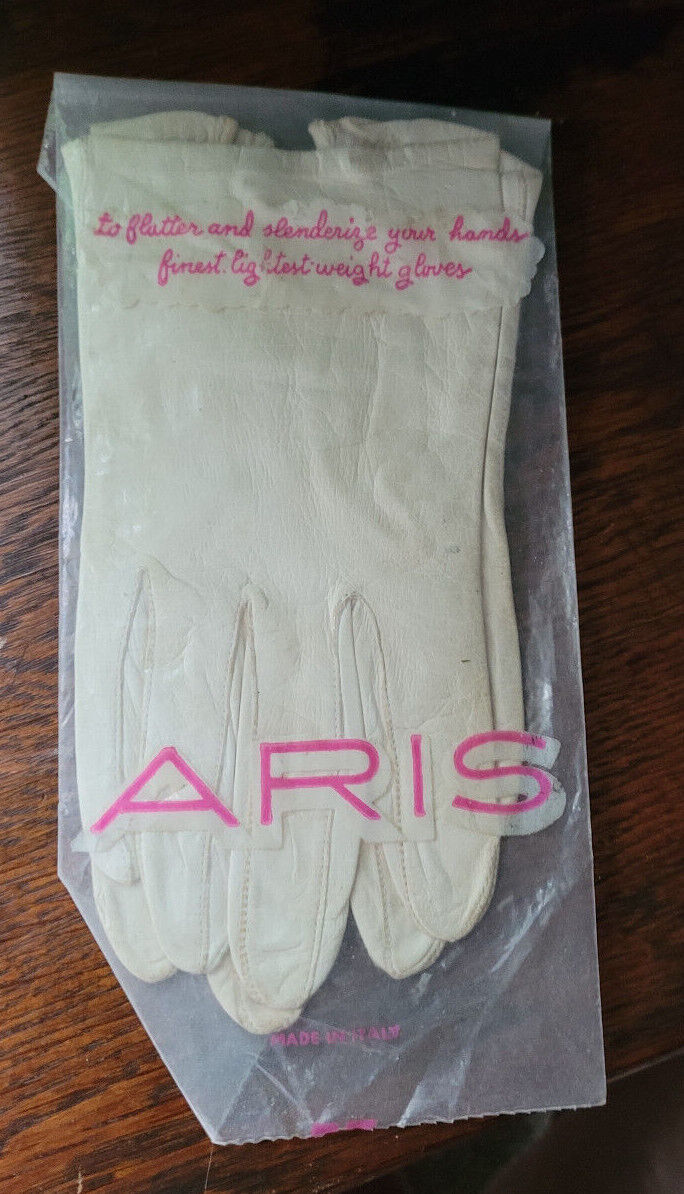 to flatter and slenderize your hands
finest lightest weight gloves
ARIS
MADE IN ITALY